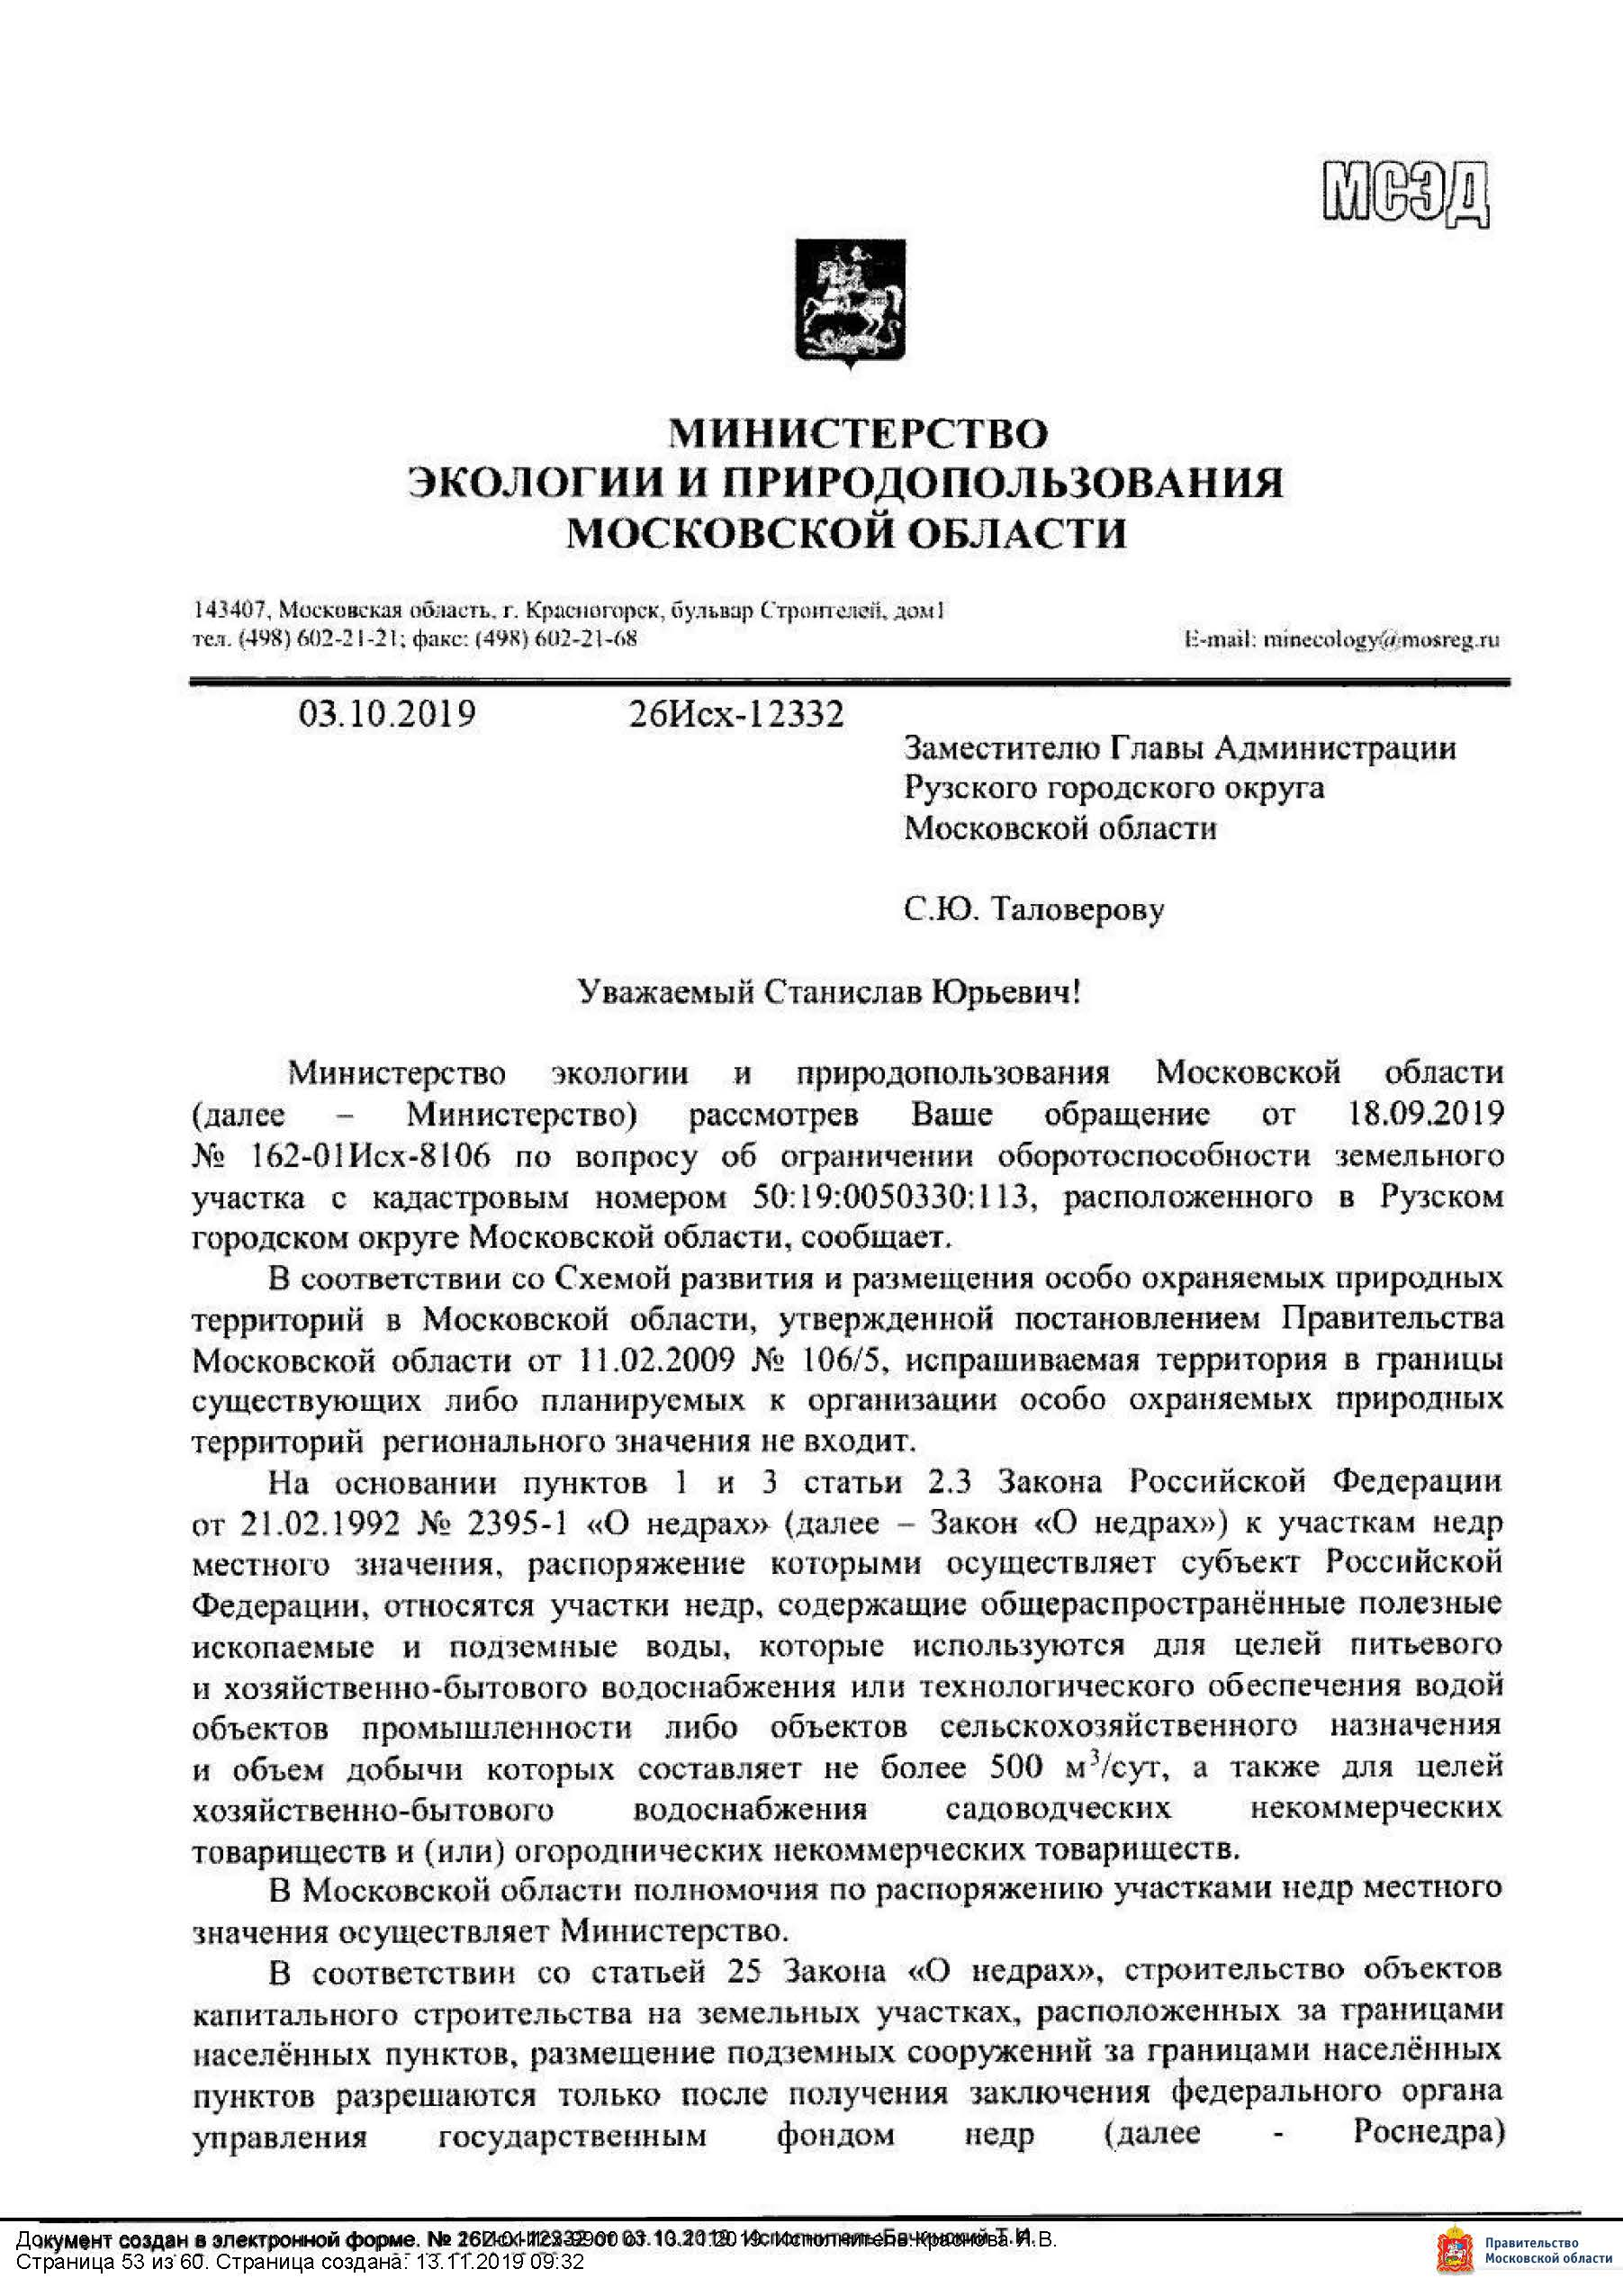 МСЭД
МИНИСТЕРСТВО
ЭКОЛОГИИ И ПРИРОДОПОЛЬЗОВАНИЯ
МОСКОВСКОЙ ОБЛАСТИ
143407, Московская область, г. Красногорск, бульвар Строителей, дом1
тел. (498) 602-21-21; факс: (498) 602-21-68
E-mail: minecology@mosreg.ru
03.10.2019 26Исх-12332
Заместителю Главы Администрации
Рузского городского округа
Московской области
С.Ю. Таловерову
Уважаемый Станислав Юрьевич!
Министерство экологии и природопользования Московской области
(далее – Министерство) рассмотрев Ваше обращение от 18.09.2019
№ 162-01Исх-8106 по вопросу об ограничении оборотоспособности земельного
участка с кадастровым номером 50:19:0050330:113, расположенного в Рузском
городском округе Московской области, сообщает.
В соответствии со Схемой развития и размещения особо охраняемых природных
территорий в Московской области, утвержденной постановлением Правительства
Московской области от 11.02.2009 № 106/5, испрашиваемая территория в границы
существующих либо планируемых к организации особо охраняемых природных
территорий регионального значения не входит.
На основании пунктов 1 и 3 статьи 2.3 Закона Российской Федерации
от 21.02.1992 № 2395-1 «О недрах» (далее – Закон «О недрах») к участкам недр
местного значения, распоряжение которыми осуществляет субъект Российской
Федерации, относятся участки недр, содержащие общераспространённые полезные
ископаемые и подземные воды, которые используются для целей питьевого
и хозяйственно-бытового водоснабжения или технологического обеспечения водой
объектов промышленности либо объектов сельскохозяйственного назначения
и объем добычи которых составляет не более 500 м³/сут, а также для целей
хозяйственно-бытового водоснабжения садоводческих некоммерческих
товариществ и (или) огороднических некоммерческих товариществ.
В Московской области полномочия по распоряжению участками недр местного
значения осуществляет Министерство.
В соответствии со статьей 25 Закона «О недрах», строительство объектов
капитального строительства на земельных участках, расположенных за границами
населённых пунктов, размещение подземных сооружений за границами населённых
пунктов разрешаются только после получения заключения федерального органа
управления государственным фондом недр (далее - Роснедра)
Документ создан в электронной форме. №
Страница 53 из 60. Страница создана: 13.11.2019 09:32
Правительство
Московской области